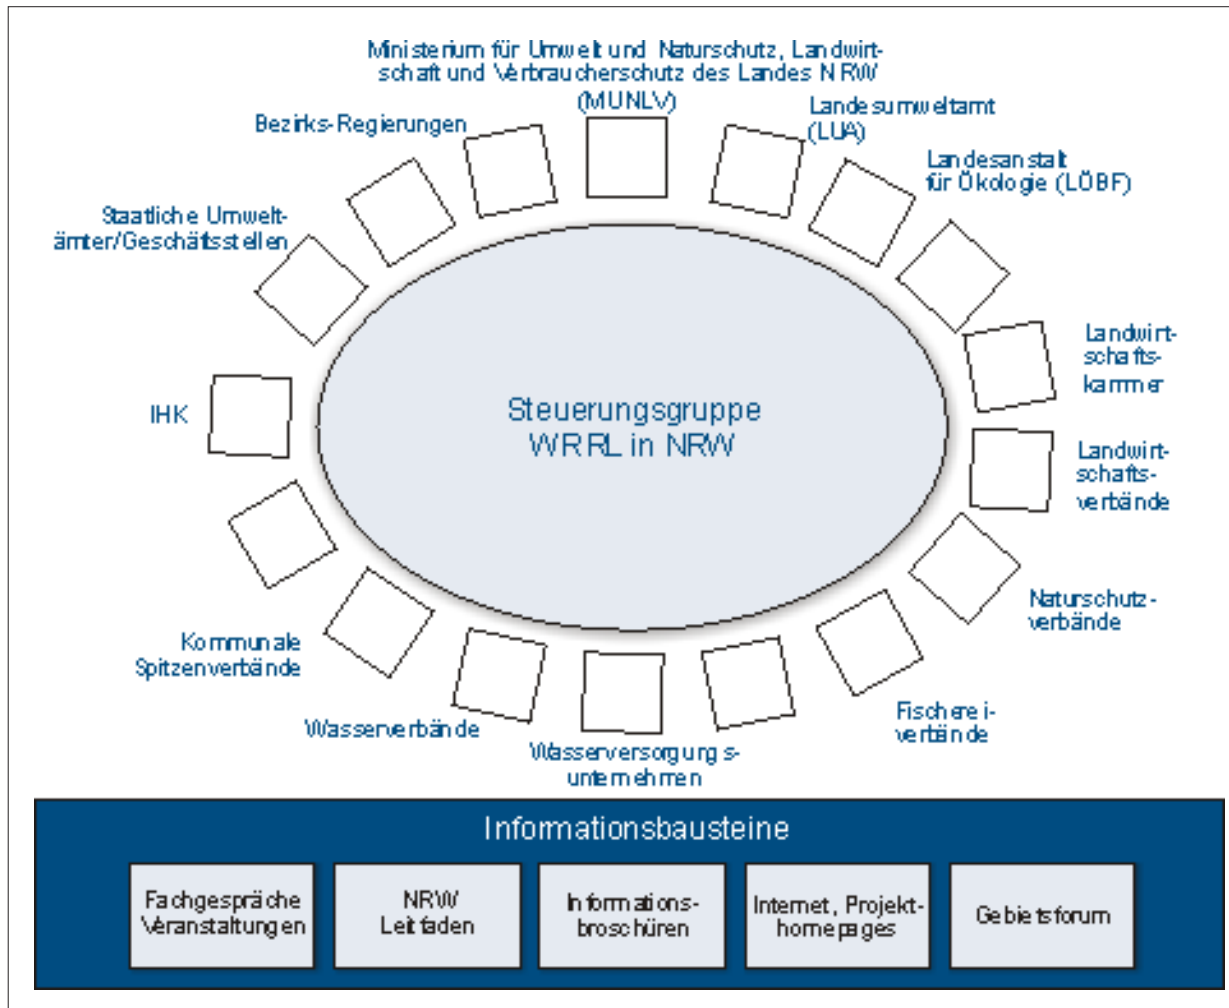 Ministerium für Umwelt und Naturschutz, Landwirt-
schaft und Verbraucherschutz des Landes NRW
(MUNLV)
Bezirks-Regierungen
Landesumweltamt
(LUA)
Landesanstalt
für Ökologie (LÖBF)
Staatliche Umwelt-
ämter/Geschäftsstellen
Landwirt-
schafts-
kammer
IHK
Steuerungsgruppe
WRRL in NRW
Landwirt-
schafts-
verbände
Naturschutz-
verbände
Kommunale
Spitzenverbände
Fischerei-
verbände
Wasserverbände
Wasserversorgungs-
unternehmen
Informationsbausteine
Fachgespräche
Veranstaltungen
NRW
Leitfaden
Informations-
broschüren
Internet, Projekt-
homepages
Gebietsforum